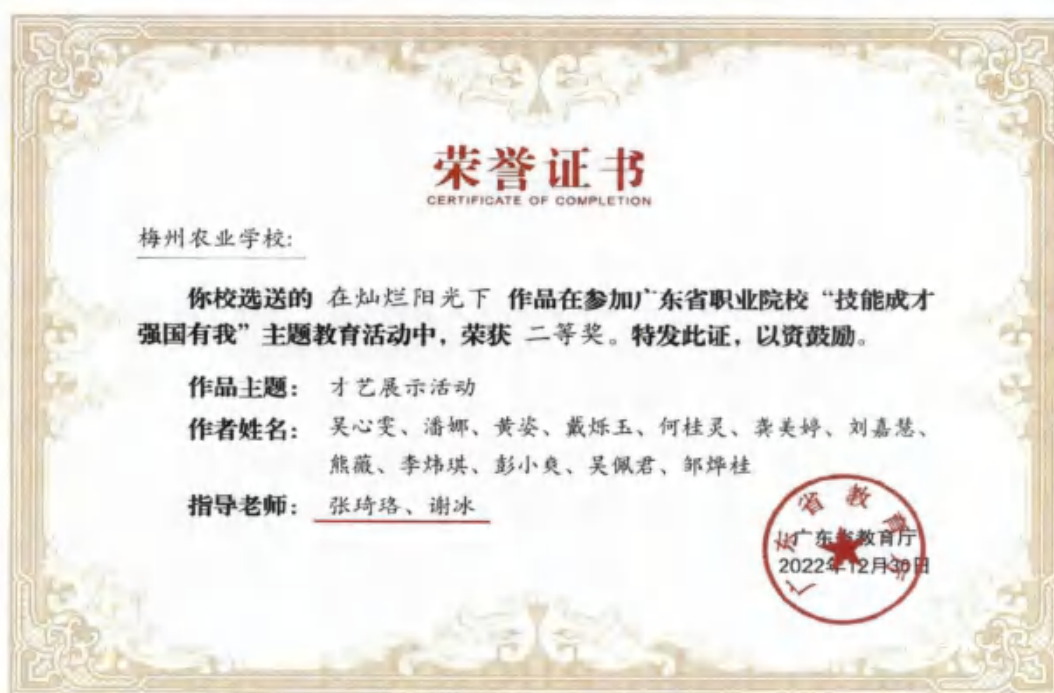 荣誉证书
CERTIFICATE OF COMPLETION
梅州农业学校:
你校选送的 在灿烂阳光下 作品在参加广东省职业院校“技能成才
强国有我”主题教育活动中，荣获 二等奖。特发此证，以资鼓励。
作品主题： 才艺展示活动
作者姓名： 吴心雯、潘娜、黄姿、戴烁玉、何桂灵、龚美婷、刘嘉慧、
熊薇、李炜琪、彭小爽、吴佩君、邹烨桂
指导老师： 张琦珞、谢冰
广东省教育厅
广东省教育厅
2022年12月30日